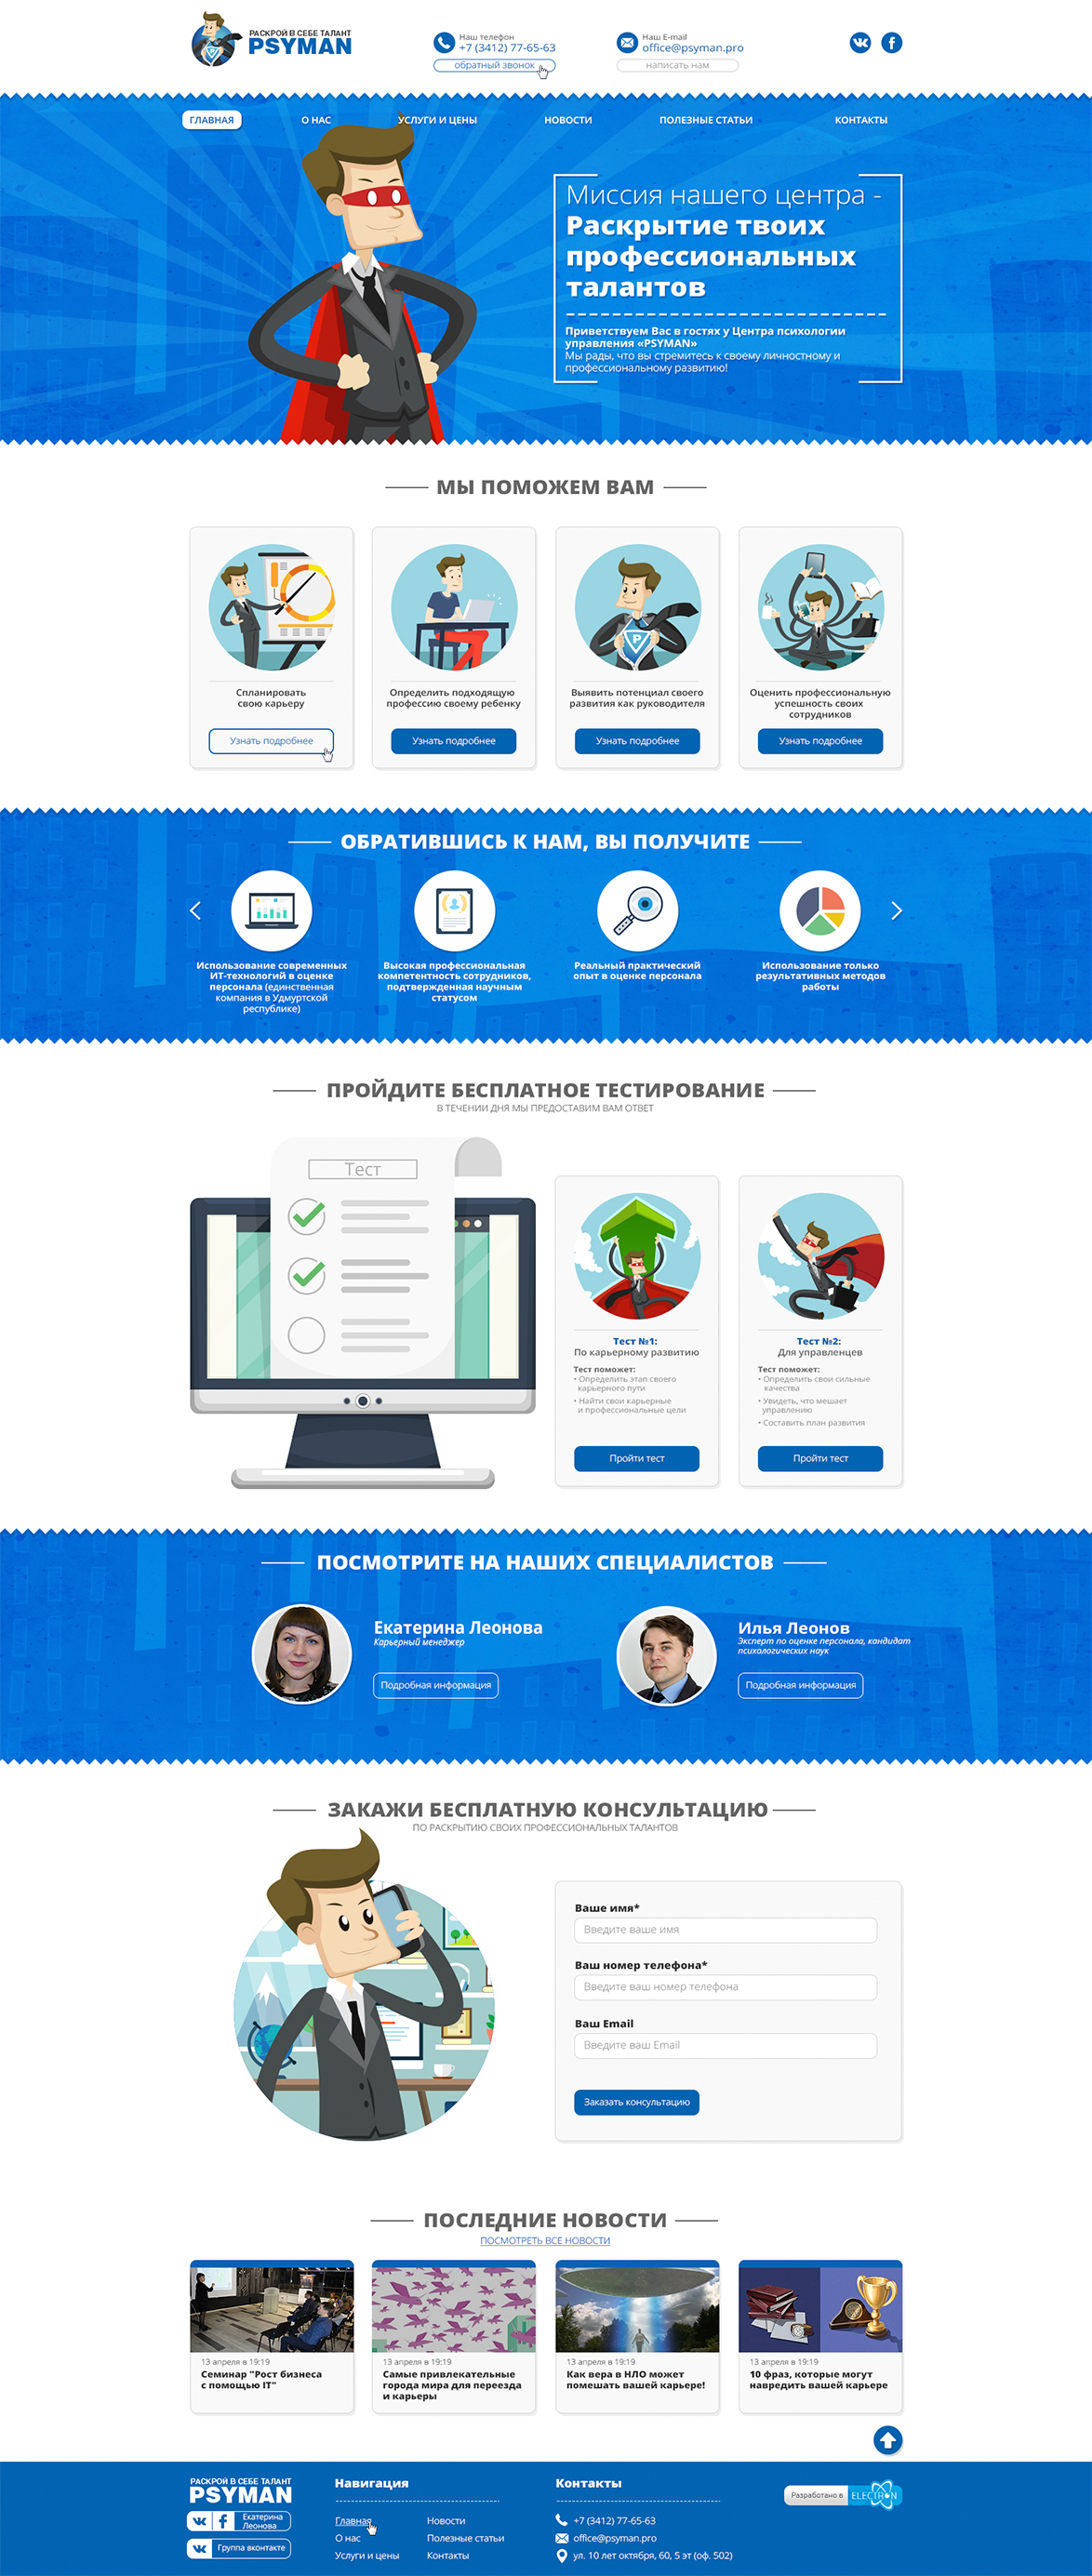 РАСКРОЙ В СЕБЕ ТАЛАНТ
PSYMAN
Наш телефон
+7 (3412) 77-65-63
обратный звонок
Наш E-mail
office@psyman.pro
написать нам
ГЛАВНАЯ
О НАС
УСЛУГИ И ЦЕНЫ
НОВОСТИ
ПОЛЕЗНЫЕ СТАТЬИ
КОНТАКТЫ
Миссия нашего центра -
Раскрытие твоих
профессиональных
талантов
Приветствуем Вас в гостях у Центра психологии
управления «PSYMAN»
Мы рады, что вы стремитесь к своему личностному и
профессиональному развитию!
МЫ ПОМОЖЕМ ВАМ
P
Спланировать
свою карьеру
Узнать подробнее
Определить подходящую
профессию своему ребенку
Узнать подробнее
Выявить потенциал своего
развития как руководителя
Узнать подробнее
Оценить профессиональную
успешность своих
сотрудников
Узнать подробнее
ОБРАТИВШИСЬ К НАМ, ВЫ ПОЛУЧИТЕ
Использование современных
ИТ-технологий в оценке
персонала (единственная
компания в Удмуртской
республике)
Высокая профессиональная
компетентность сотрудников,
подтвержденная научным
статусом
Реальный практический
опыт в оценке персонала
Использование только
результативных методов
работы
ПРОЙДИТЕ БЕСПЛАТНОЕ ТЕСТИРОВАНИЕ
В ТЕЧЕНИИ ДНЯ МЫ ПРЕДОСТАВИМ ВАМ ОТВЕТ
Тест
Тест №1:
По карьерному развитию
Тест поможет:
• Определить этап своего
карьерного пути
• Найти свои карьерные
и профессиональные цели
Пройти тест
Тест №2:
Для управленцев
Тест поможет:
• Определить свои сильные
качества
• Увидеть, что мешает
управлению
• Составить план развития
Пройти тест
ПОСМОТРИТЕ НА НАШИХ СПЕЦИАЛИСТОВ
Екатерина Леонова
Карьерный менеджер
Подробная информация
Илья Леонов
Эксперт по оценке персонала, кандидат
психологических наук
Подробная информация
ЗАКАЖИ БЕСПЛАТНУЮ КОНСУЛЬТАЦИЮ
ПО РАСКРЫТИЮ СВОИХ ПРОФЕССИОНАЛЬНЫХ ТАЛАНТОВ
Ваше имя*
Введите ваше имя
Ваш номер телефона*
Введите ваш номер телефона
Ваш Email
Введите ваш Email
Заказать консультацию
ПОСЛЕДНИЕ НОВОСТИ
ПОСМОТРЕТЬ ВСЕ НОВОСТИ
13 апреля в 19:19
Семинар "Рост бизнеса
с помощью IT"
13 апреля в 19:19
Самые привлекательные
города мира для переезда
и карьеры
13 апреля в 19:19
Как вера в НЛО может
помешать вашей карьере!
13 апреля в 19:19
10 фраз, которые могут
навредить вашей карьере
РАСКРОЙ В СЕБЕ ТАЛАНТ
PSYMAN
Екатерина
Леонова
Группа вконтакте
Навигация
Главная
О нас
Услуги и цены
Новости
Полезные статьи
Контакты
Контакты
+7 (3412) 77-65-63
office@psyman.pro
ул. 10 лет октября, 60, 5 эт (оф. 502)
Разработано в
ELECTRON